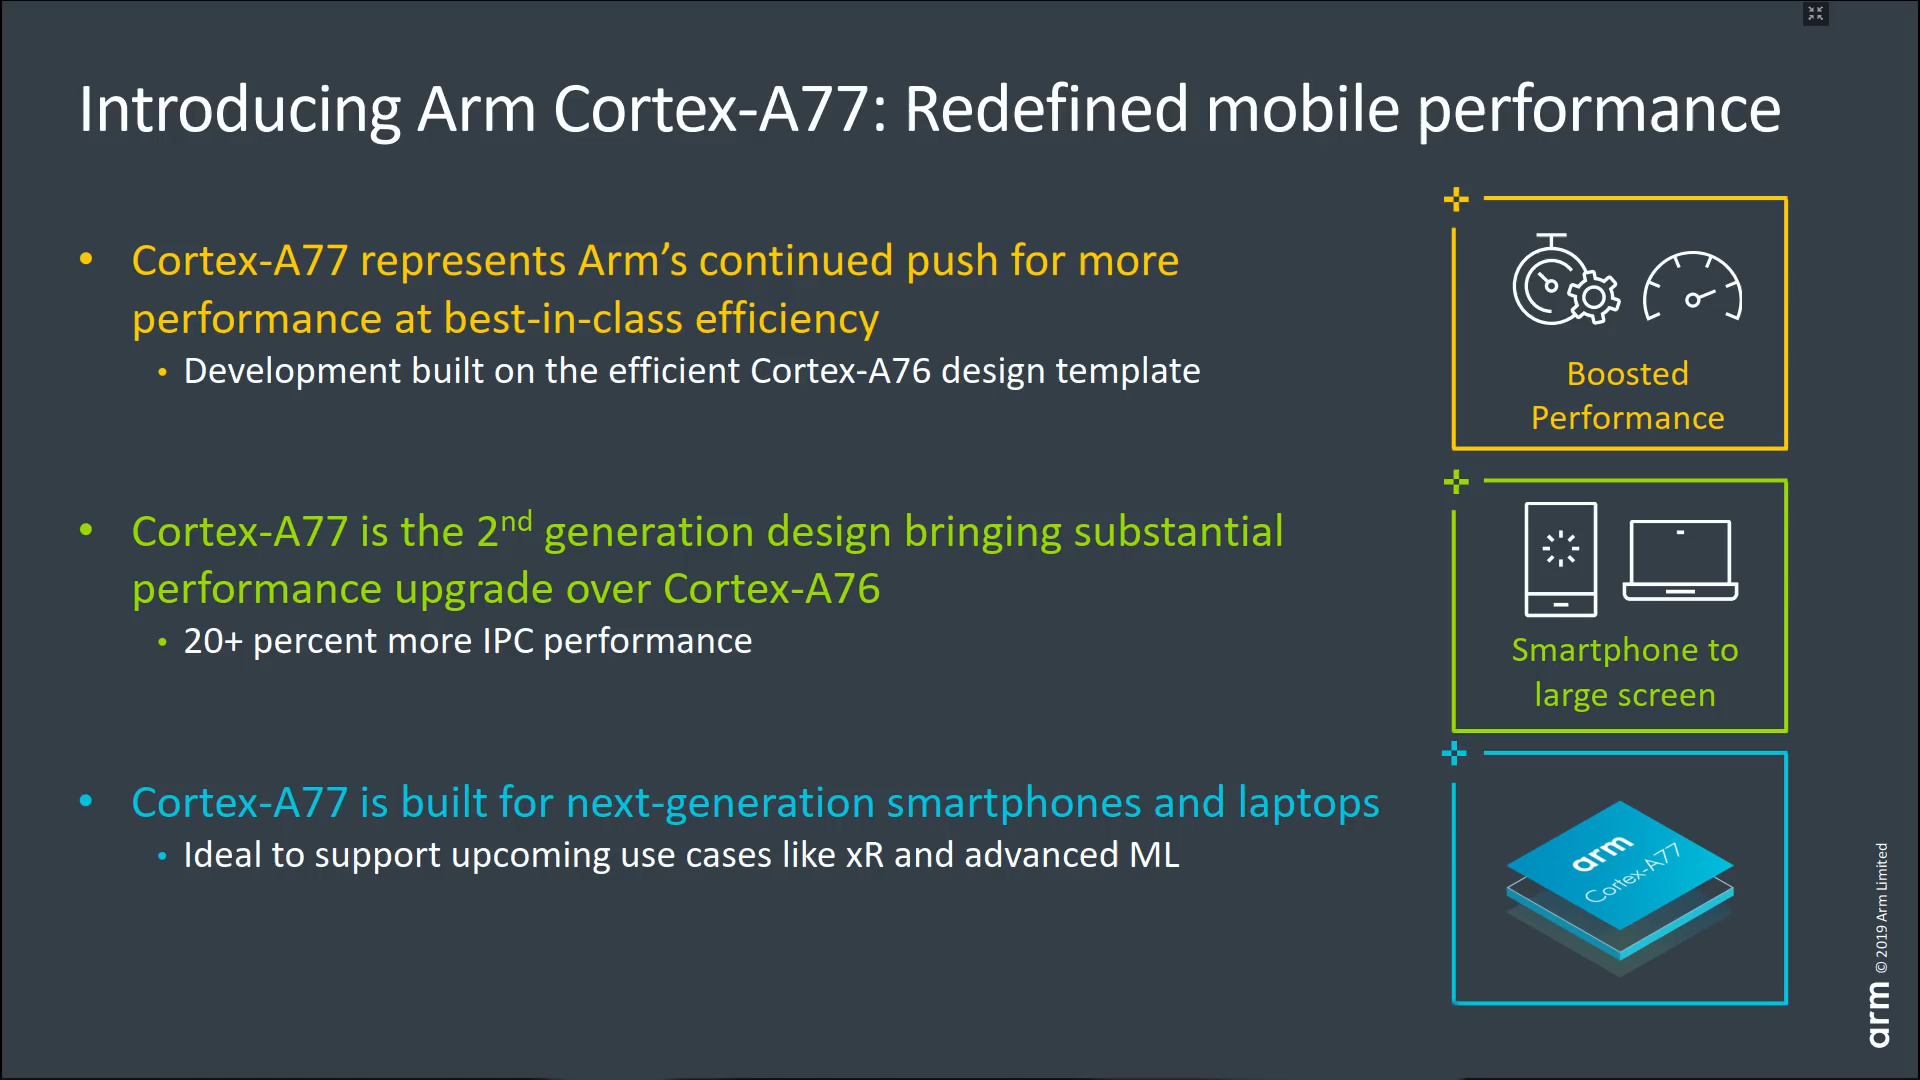 Introducing Arm Cortex-A77: Redefined mobile performance
• Cortex-A77 represents Arm’s continued push for more
performance at best-in-class efficiency
• Development built on the efficient Cortex-A76 design template
• Cortex-A77 is the 2nd generation design bringing substantial
performance upgrade over Cortex-A76
• 20+ percent more IPC performance
• Cortex-A77 is built for next-generation smartphones and laptops
• Ideal to support upcoming use cases like xR and advanced ML
Boosted
Performance
Smartphone to
large screen
arm
Cortex-A77
arm © 2019 Arm Limited